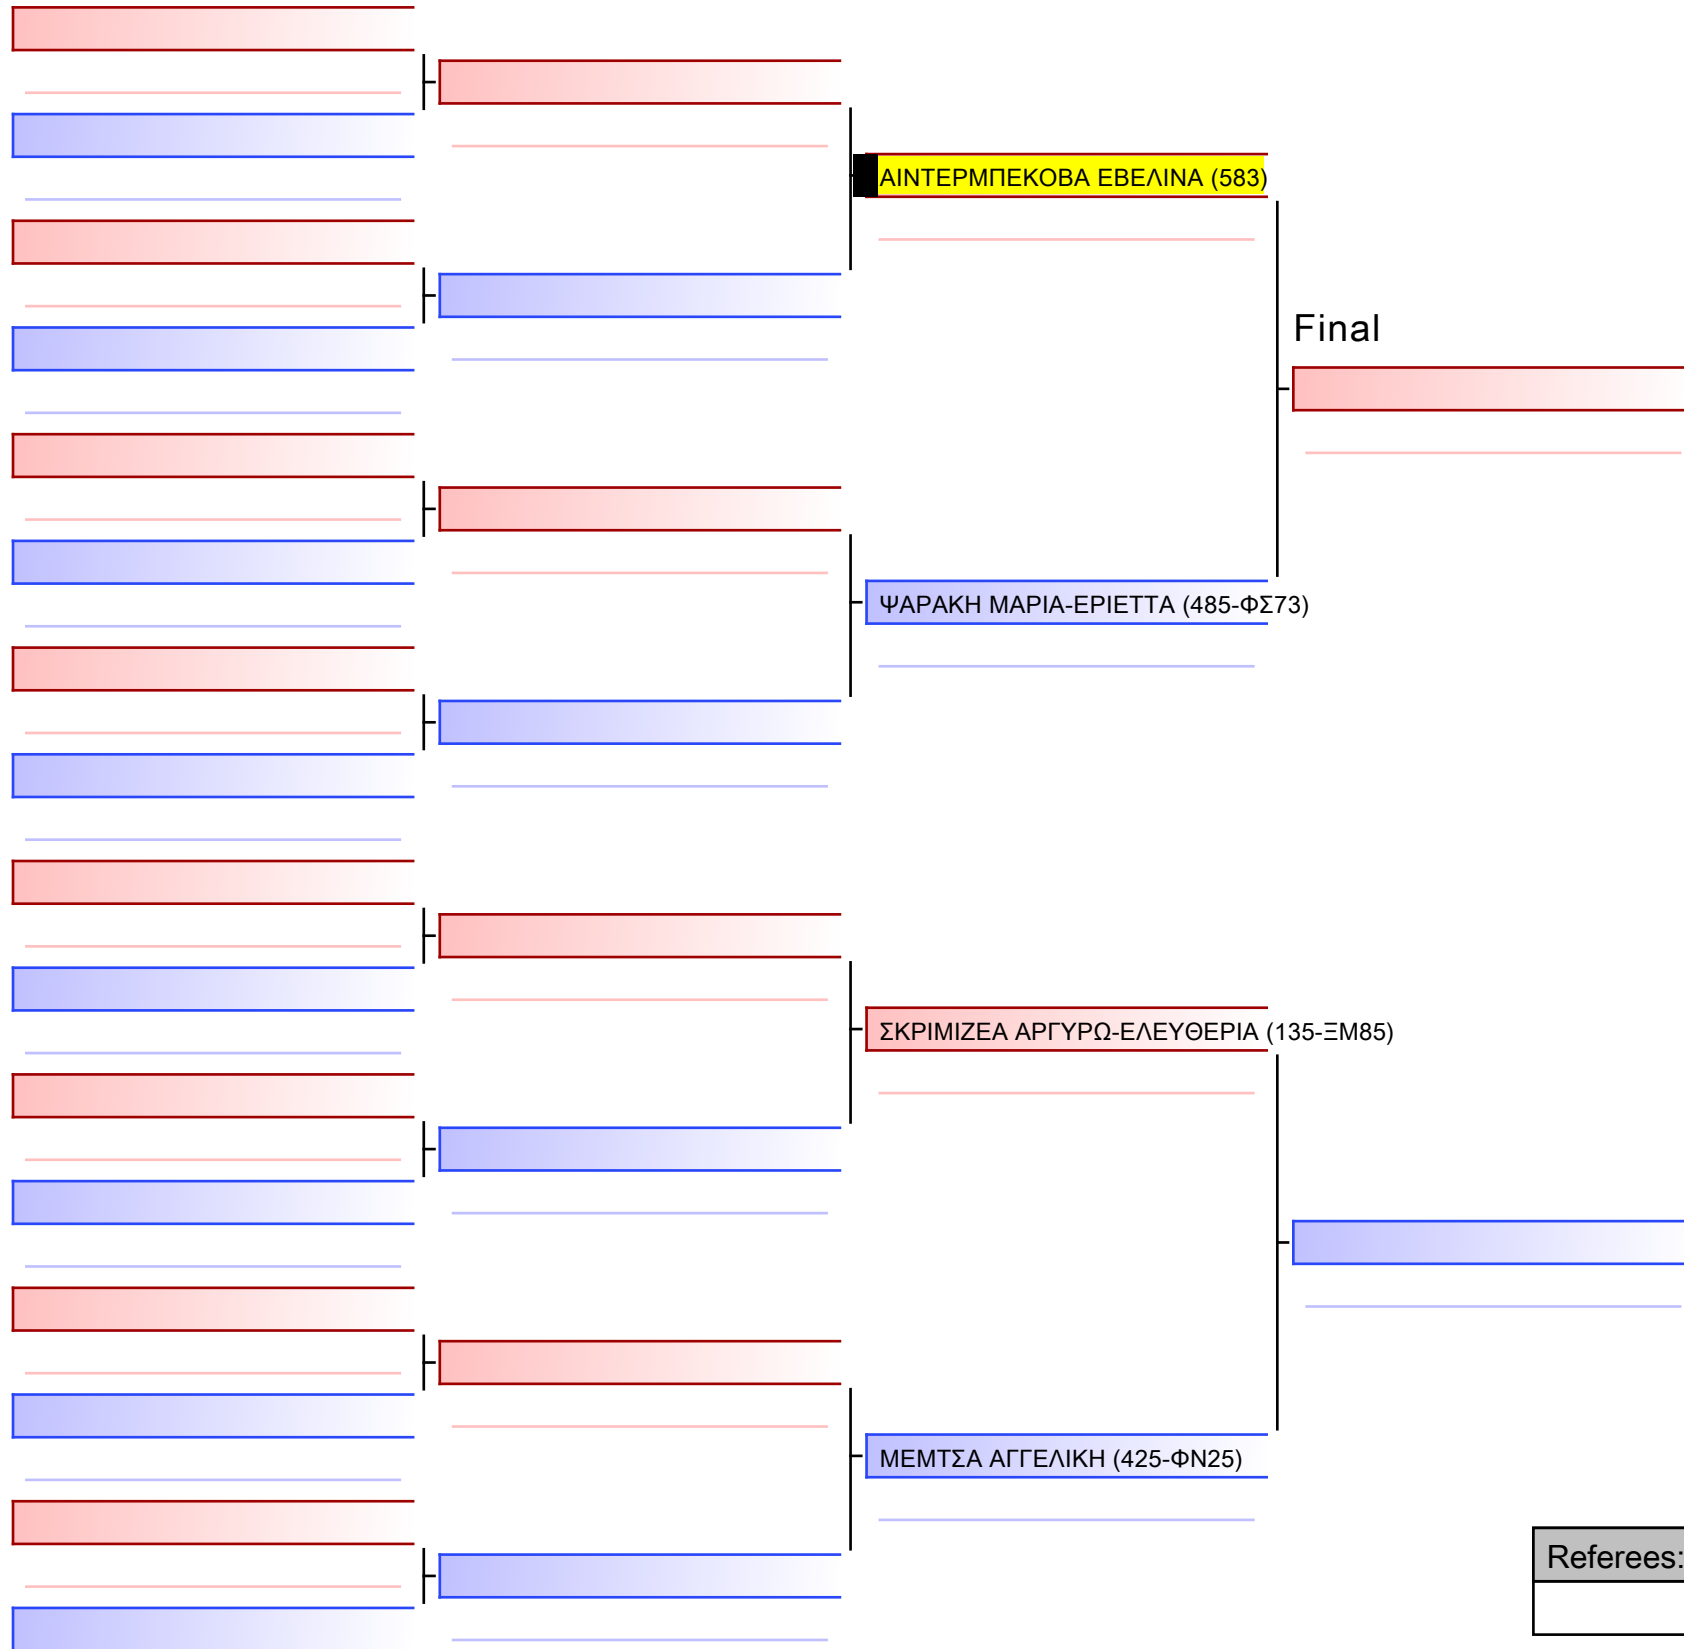 ΑΙΝΤΕΡΜΠΕΚΟΒΑ ΕΒΕΛΙΝΑ (583)
Final
ΨΑΡΑΚΗ ΜΑΡΙΑ-ΕΡΙΕΤΤΑ (485-ΦΣ73)
ΣΚΡΙΜΙΖΕΑ ΑΡΓΥΡΩ-ΕΛΕΥΘΕΡΙΑ (135-ΞΜ85)
ΜΕΜΤΣΑ ΑΓΓΕΛΙΚΗ (425-ΦΝ25)
Referees: